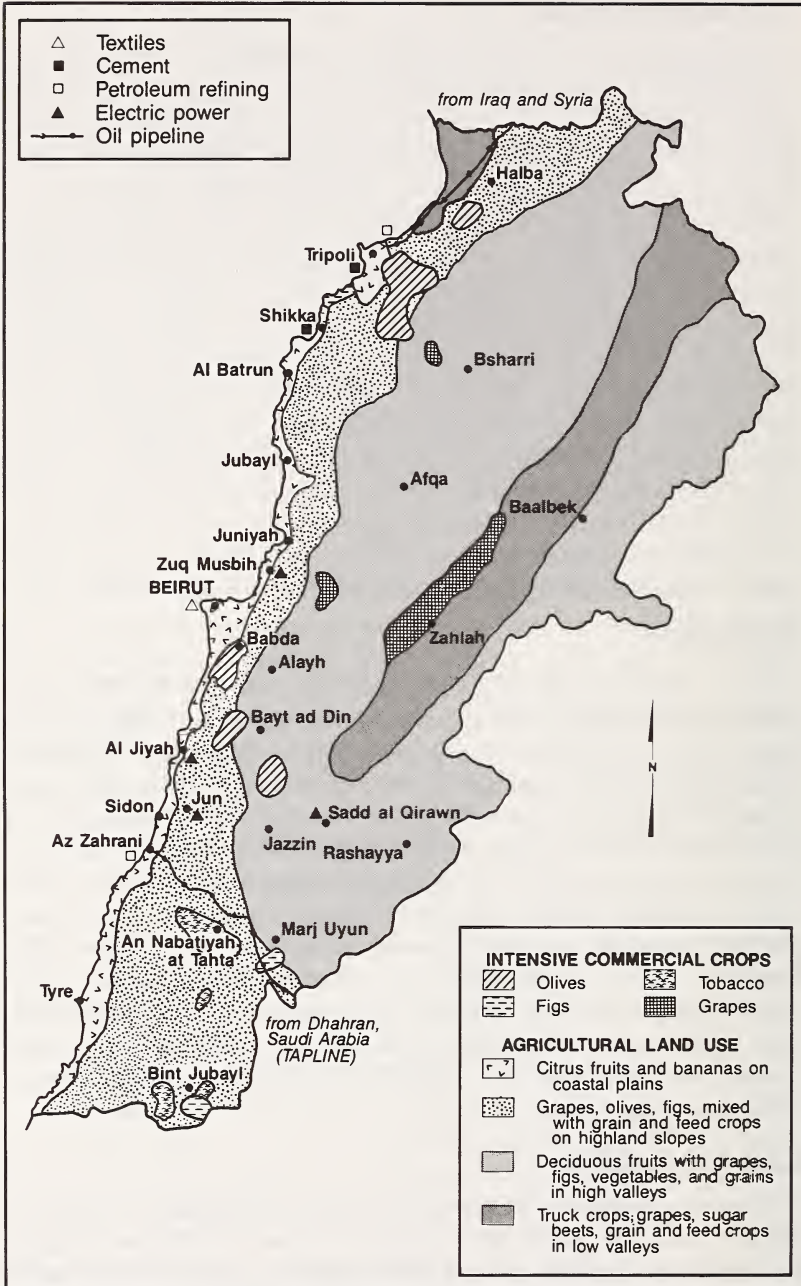 Textiles
Cement
Petroleum refining
Electric power
Oil pipeline
from Iraq and Syria
Halba
Tripoli
Shikka
Bsharri
Al Batrun
Jubayl
Afqa
Baalbek
Juniyah
Zuq Musbih
BEIRUT
Zahlah
Babda
Alayh
Bayt ad Din
Al Jiyah
N
Jun
Sadd al Qirawn
Sidon
Jazzin
Rashayya
Az Zahrani
Marj Uyun
An Nabatiyah
at Tahta
Tyre
from Dhahran,
Saudi Arabia
(TAPLINE)
Bint Jubayl
INTENSIVE COMMERCIAL CROPS
Olives
Tobacco
Figs
Grapes
AGRICULTURAL LAND USE
Citrus fruits and bananas on
coastal plains
Grapes, olives, figs, mixed
with grain and feed crops
on highland slopes
Deciduous fruits with grapes,
figs, vegetables, and grains
in high valleys
Truck crops, grapes, sugar
beets, grain and feed crops
in low valleys